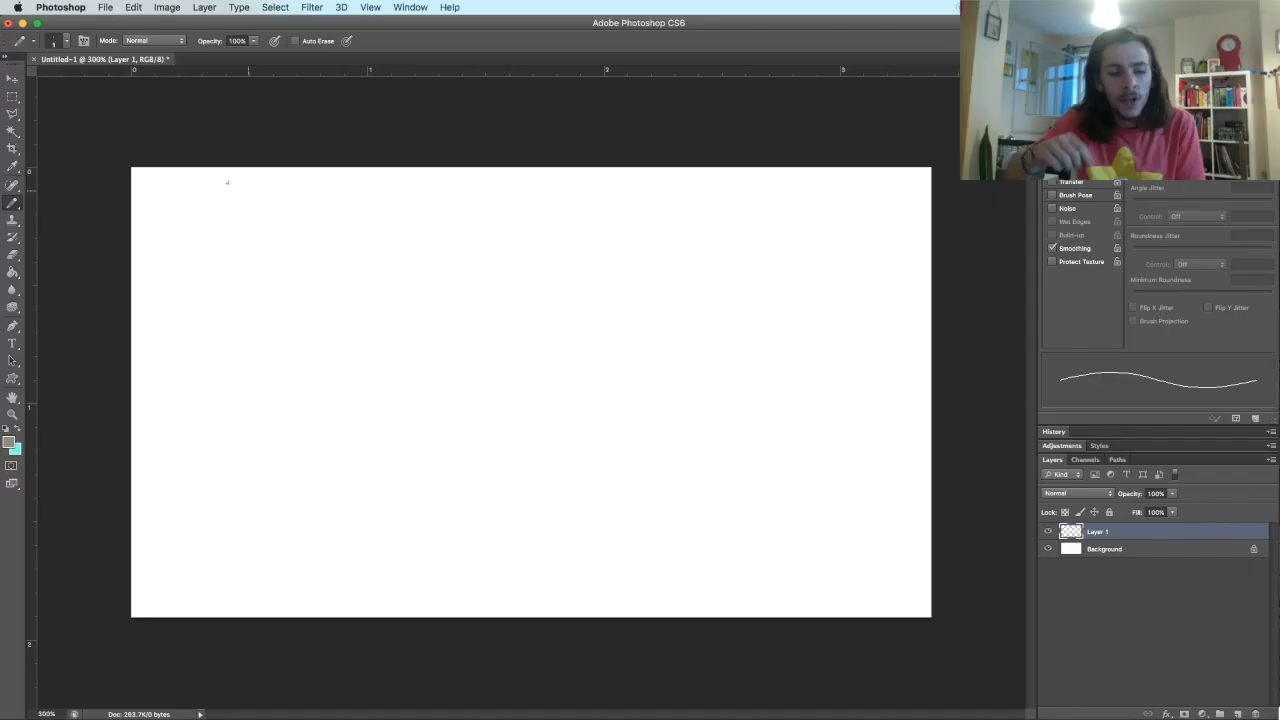 Photoshop File Edit Image Layer Type Select Filter 3D View Window Help
Adobe Photoshop CS6
1 Mode: Normal Opacity: 100% Auto Erase
Untitled-1 @ 300% (Layer 1, RGB/8) *
0 1 2 3
0
1
2
Transfer
Brush Pose
Noise
Wet Edges
Build-up
Smoothing
Protect Texture
Angle Jitter
Control: Off
Roundness Jitter
Control: Off
Minimum Roundness
Flip X Jitter Flip Y Jitter
Brush Projection
History
Adjustments Styles
Layers Channels Paths
Kind
Normal Opacity: 100%
Lock: Fill: 100%
Layer 1
Background
300% Doc: 263.7K/0 bytes